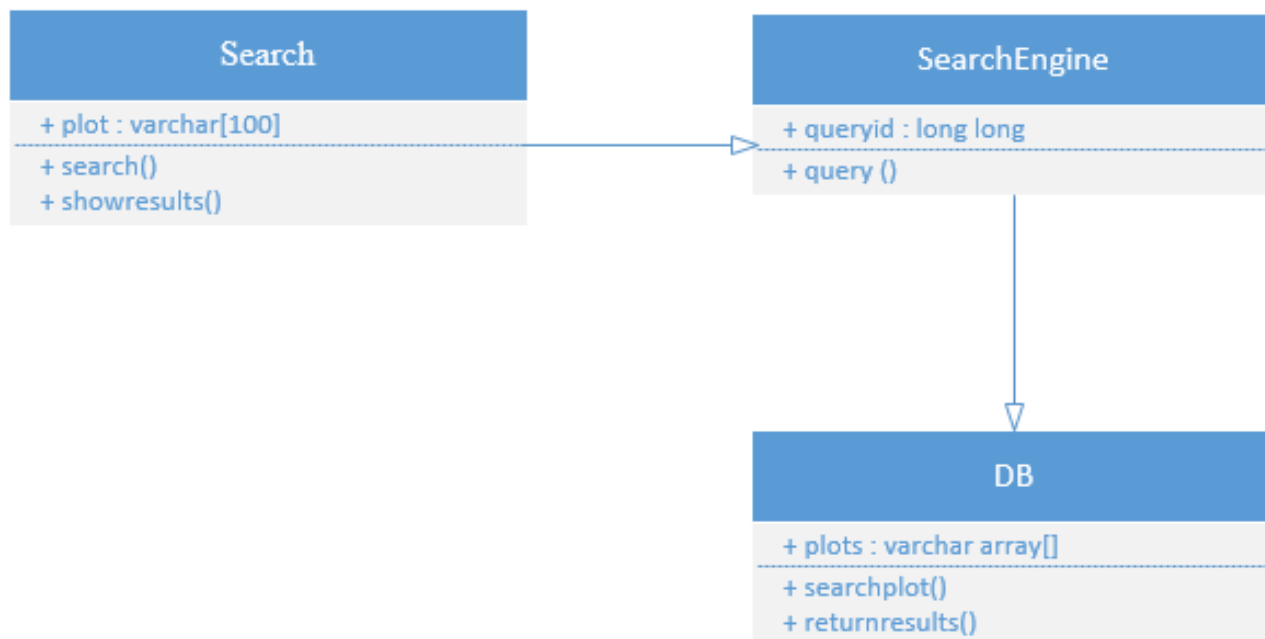 Search
+ plot : varchar[100]
+ search()
+ showresults()
SearchEngine
+ queryid : long long
+ query ()
DB
+ plots : varchar array[]
+ searchplot()
+ returnresults()